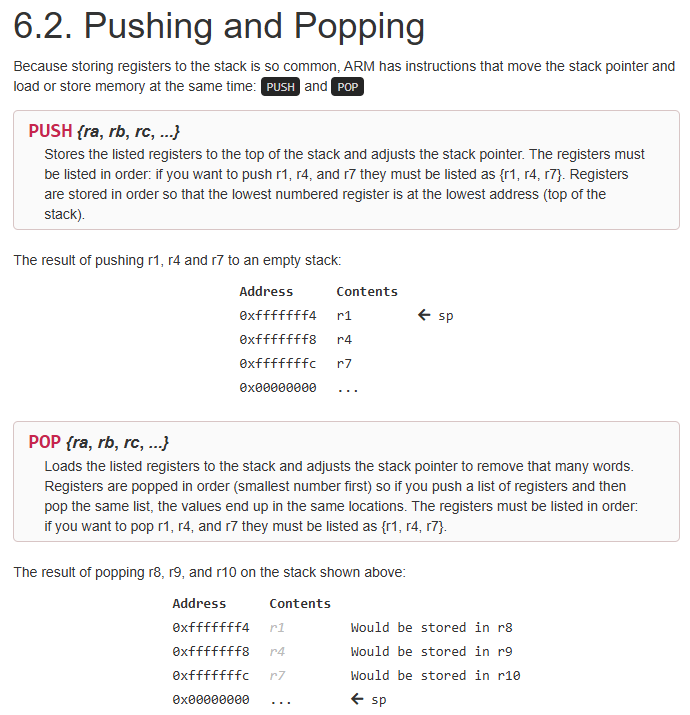 6.2. Pushing and Popping
Because storing registers to the stack is so common, ARM has instructions that move the stack pointer and
load or store memory at the same time: PUSH and POP
PUSH {ra, rb, rc, ...}
Stores the listed registers to the top of the stack and adjusts the stack pointer. The registers must
be listed in order: if you want to push r1, r4, and r7 they must be listed as {r1, r4, r7}. Registers
are stored in order so that the lowest numbered register is at the lowest address (top of the
stack).
The result of pushing r1, r4 and r7 to an empty stack:
Address Contents
0xfffffff4 r1 ← sp
0xfffffff8 r4
0xfffffffc r7
0x00000000 ...
POP {ra, rb, rc, ...}
Loads the listed registers to the stack and adjusts the stack pointer to remove that many words.
Registers are popped in order (smallest number first) so if you push a list of registers and then
pop the same list, the values end up in the same locations. The registers must be listed in order:
if you want to pop r1, r4, and r7 they must be listed as {r1, r4, r7}.
The result of popping r8, r9, and r10 on the stack shown above:
Address Contents
0xfffffff4 r1 Would be stored in r8
0xfffffff8 r4 Would be stored in r9
0xfffffffc r7 Would be stored in r10
0x00000000 ... ← sp